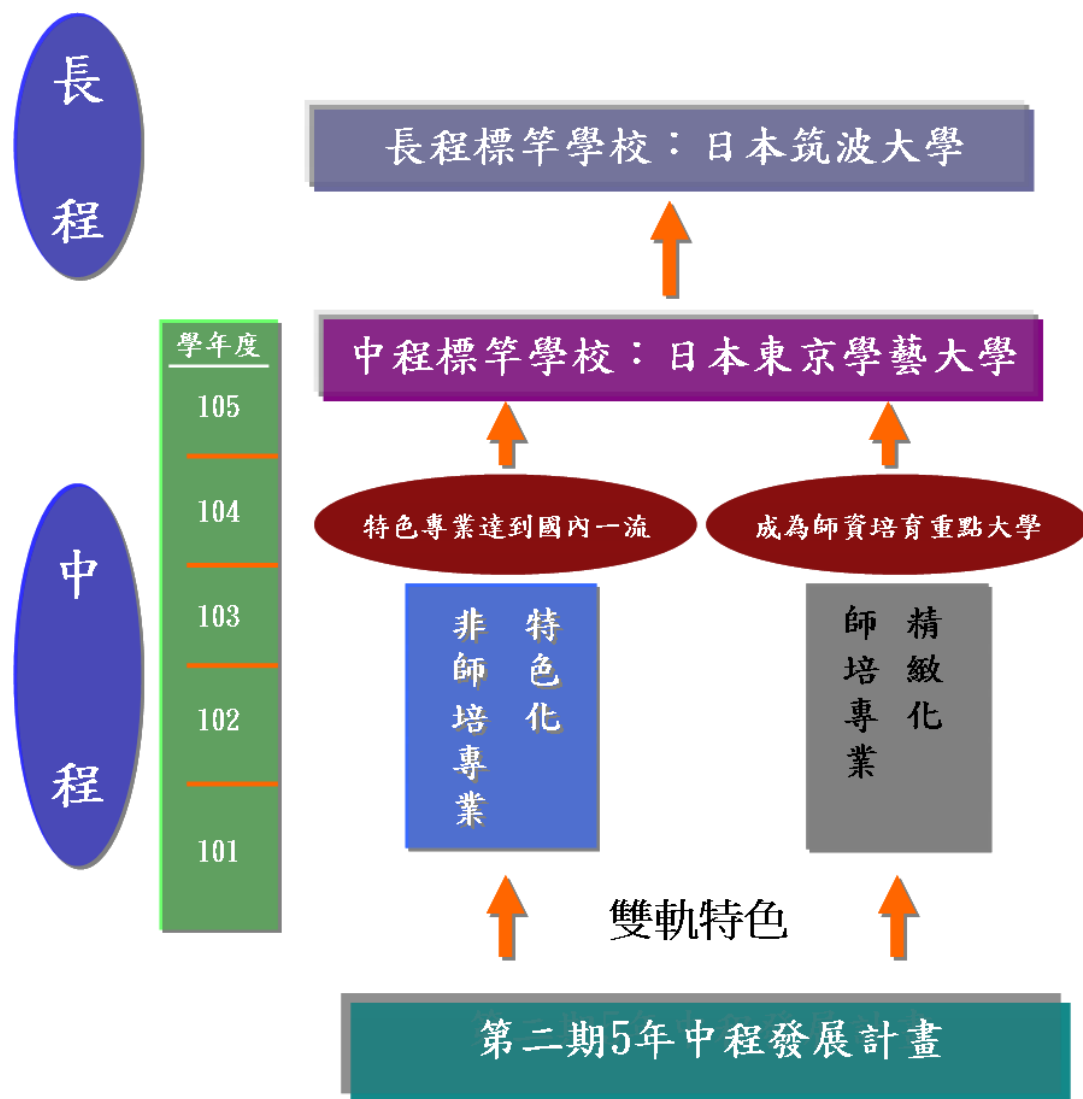 長程
長程標竿學校：日本筑波大學
中程標竿學校：日本東京學藝大學
學年度
105
104
103
102
101
中程
特色專業達到國內一流
成為師資培育重點大學
特色化
非師培專業
精緻化
師培專業
雙軌特色
第二期5年中程發展計畫